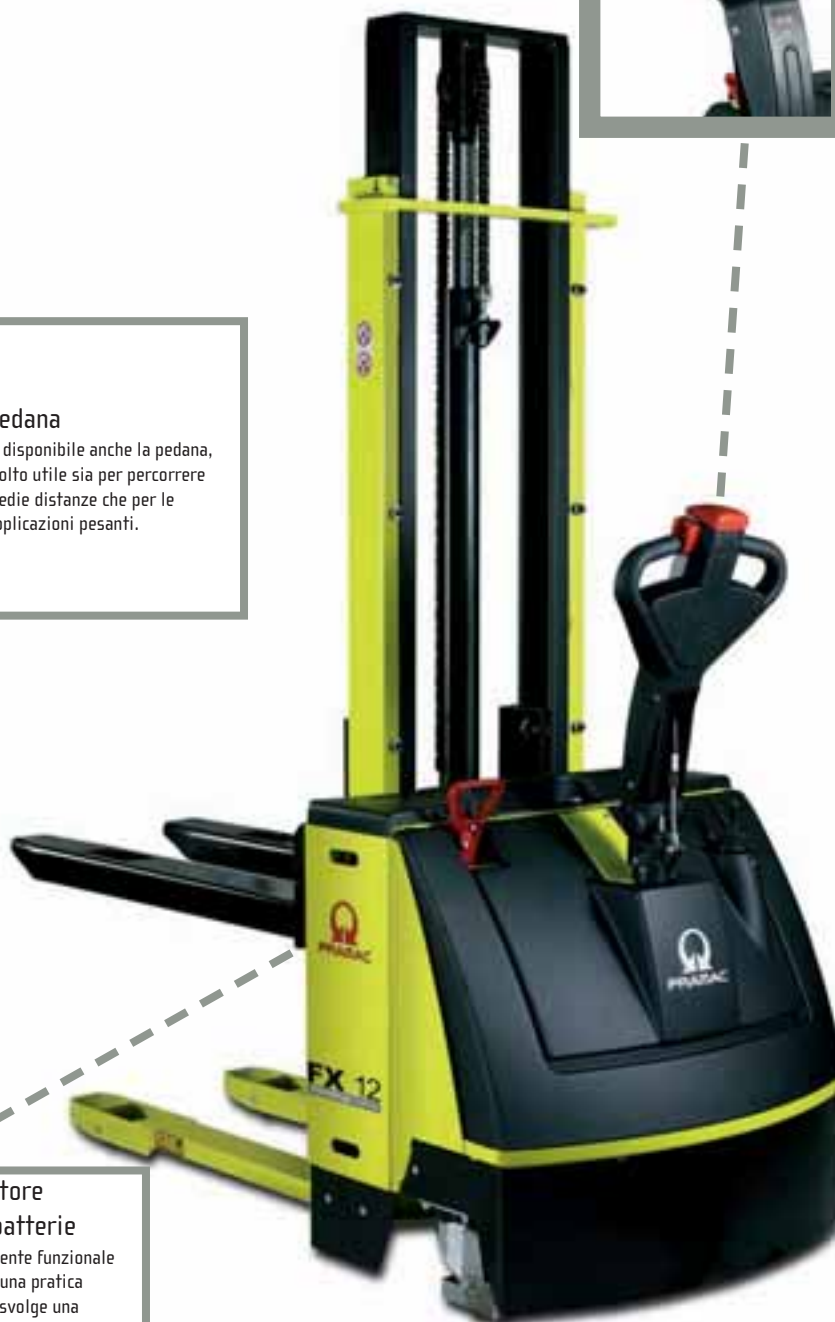 edana
disponibile anche la pedana,
olto utile sia per percorrere
edie distanze che per le
plicazioni pesanti.
PRAMAC
PRAMAC
FX 12
tore
batterie
ente funzionale
una pratica
svolge una